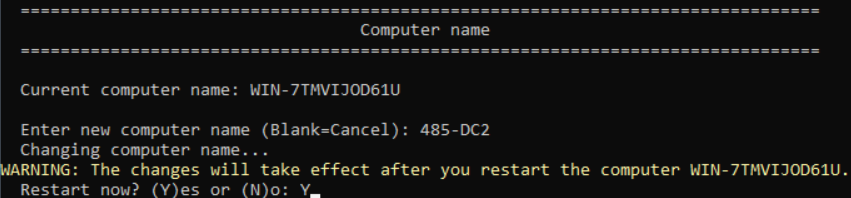 ================================================================================
Computer name
================================================================================
Current computer name: WIN-7TMVIJOD61U
Enter new computer name (Blank=Cancel): 485-DC2
Changing computer name...
WARNING: The changes will take effect after you restart the computer WIN-7TMVIJOD61U.
Restart now? (Y)es or (N)o: Y_